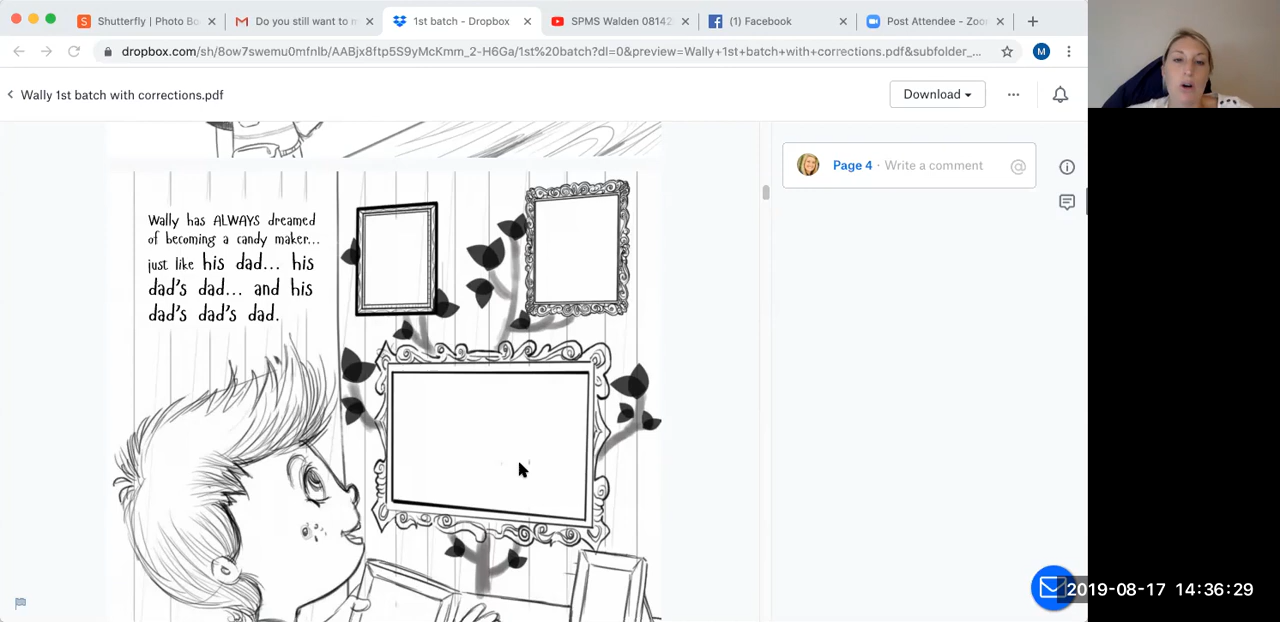 Shutterfly | Photo Bo
Do you still want to m
1st batch - Dropbox
SPMS Walden 08142
(1) Facebook
Post Attendee - Zoo
dropbox.com/sh/8ow7swemu0mfnlb/AABjx8ftp5S9yMcKmm_2-H6Ga/1st%20batch?dl=0&preview=Wally+1st+batch+with+corrections.pdf&subfolder_...
M
Wally 1st batch with corrections.pdf
Download
Page 4 · Write a comment @
Wally has ALWAYS dreamed
of becoming a candy maker...
just like his dad... his
dad's dad... and his
dad's dad's dad.
2019-08-17 14:36:29